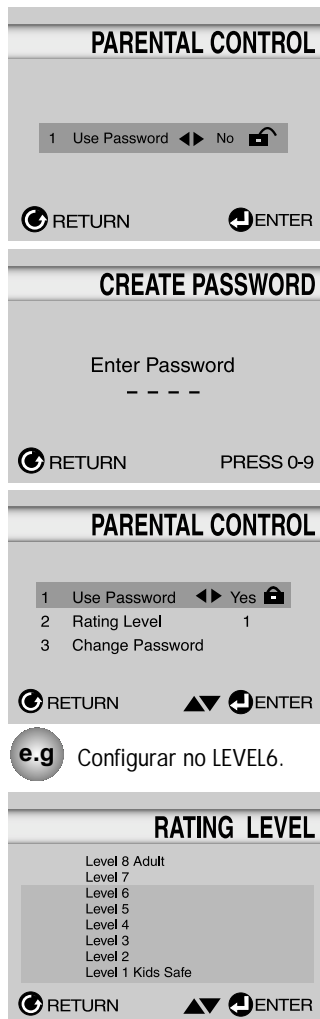 PARENTAL CONTROL
1 Use Password ◀▶ No
RETURN ENTER
CREATE PASSWORD
Enter Password
– – – –
RETURN PRESS 0-9
PARENTAL CONTROL
1 Use Password ◀▶ Yes
2 Rating Level 1
3 Change Password
RETURN ▲▼ ENTER
e.g Configurar no LEVEL6.
RATING LEVEL
Level 8 Adult
Level 7
Level 6
Level 5
Level 4
Level 3
Level 2
Level 1 Kids Safe
RETURN ▲▼ ENTER